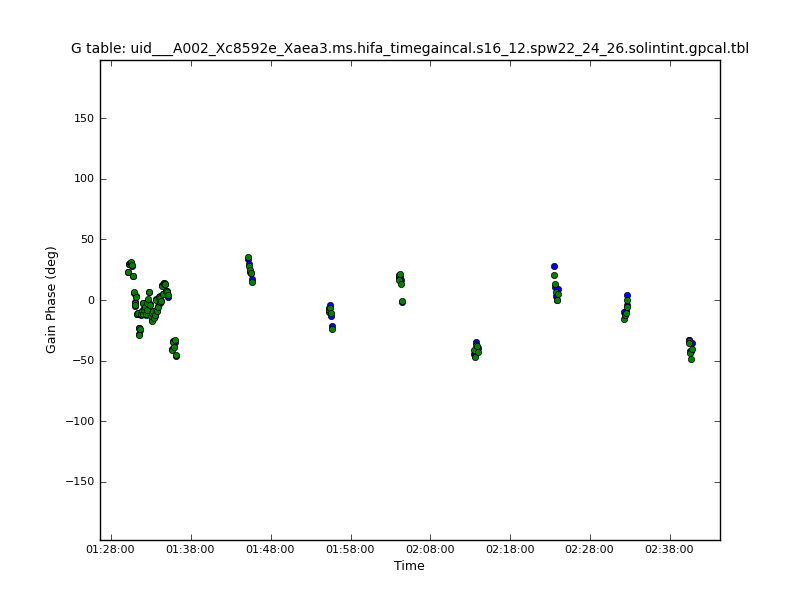 G table: uid___A002_Xc8592e_Xaea3.ms.hifa_timegaincal.s16_12.spw22_24_26.solintint.gpcal.tbl
Gain Phase (deg)
150
100
50
0
−50
−100
−150
01:28:00 01:38:00 01:48:00 01:58:00 02:08:00 02:18:00 02:28:00 02:38:00
Time